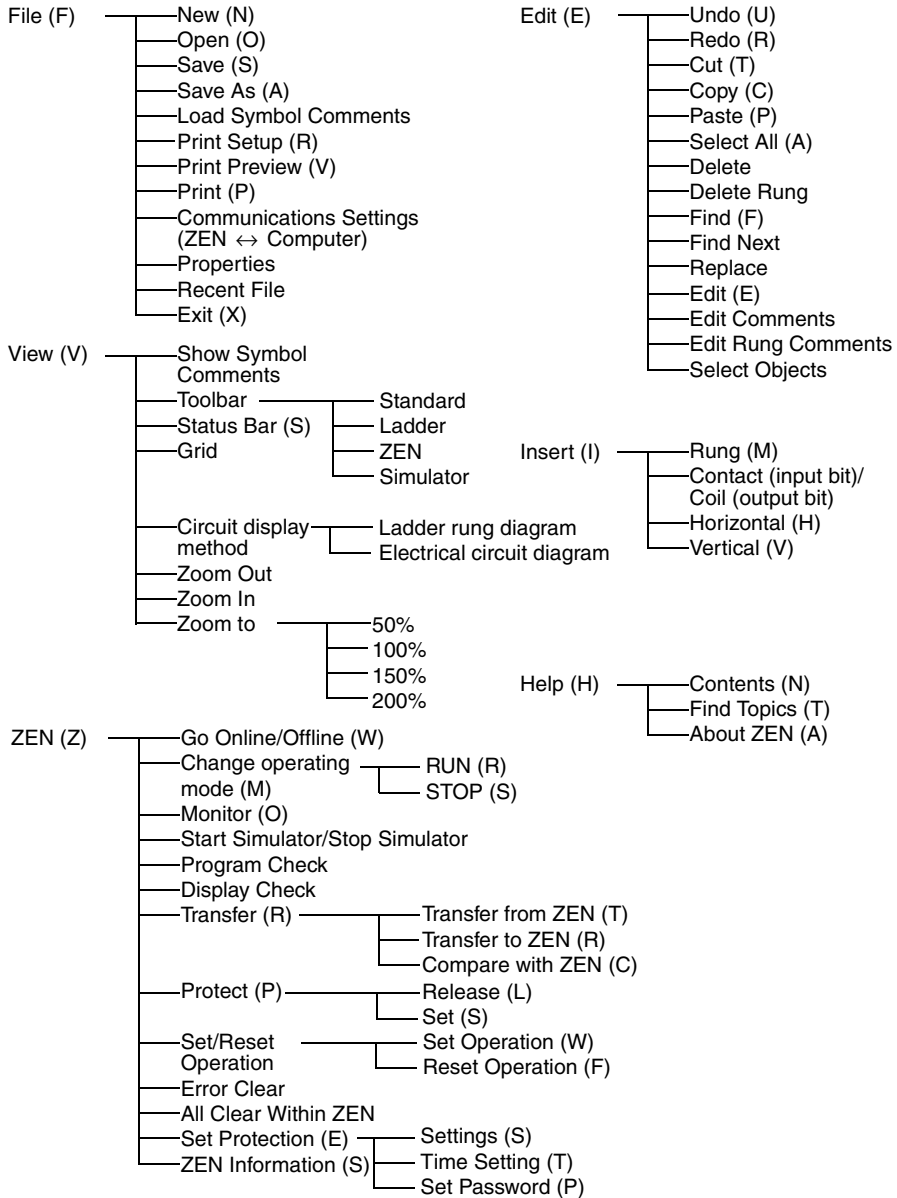 File (F)
New (N)
Open (O)
Save (S)
Save As (A)
Load Symbol Comments
Print Setup (R)
Print Preview (V)
Print (P)
Communications Settings
(ZEN ↔ Computer)
Properties
Recent File
Exit (X)
Edit (E)
Undo (U)
Redo (R)
Cut (T)
Copy (C)
Paste (P)
Select All (A)
Delete
Delete Rung
Find (F)
Find Next
Replace
Edit (E)
Edit Comments
Edit Rung Comments
Select Objects
View (V)
Show Symbol
Comments
Toolbar
Standard
Ladder
ZEN
Simulator
Status Bar (S)
Grid
Circuit display
method
Ladder rung diagram
Electrical circuit diagram
Zoom Out
Zoom In
Zoom to
50%
100%
150%
200%
Insert (I)
Rung (M)
Contact (input bit)/
Coil (output bit)
Horizontal (H)
Vertical (V)
Help (H)
Contents (N)
Find Topics (T)
About ZEN (A)
ZEN (Z)
Go Online/Offline (W)
Change operating
mode (M)
RUN (R)
STOP (S)
Monitor (O)
Start Simulator/Stop Simulator
Program Check
Display Check
Transfer (R)
Transfer from ZEN (T)
Transfer to ZEN (R)
Compare with ZEN (C)
Protect (P)
Release (L)
Set (S)
Set/Reset
Operation
Set Operation (W)
Reset Operation (F)
Error Clear
All Clear Within ZEN
Set Protection (E)
Settings (S)
Time Setting (T)
Set Password (P)
ZEN Information (S)